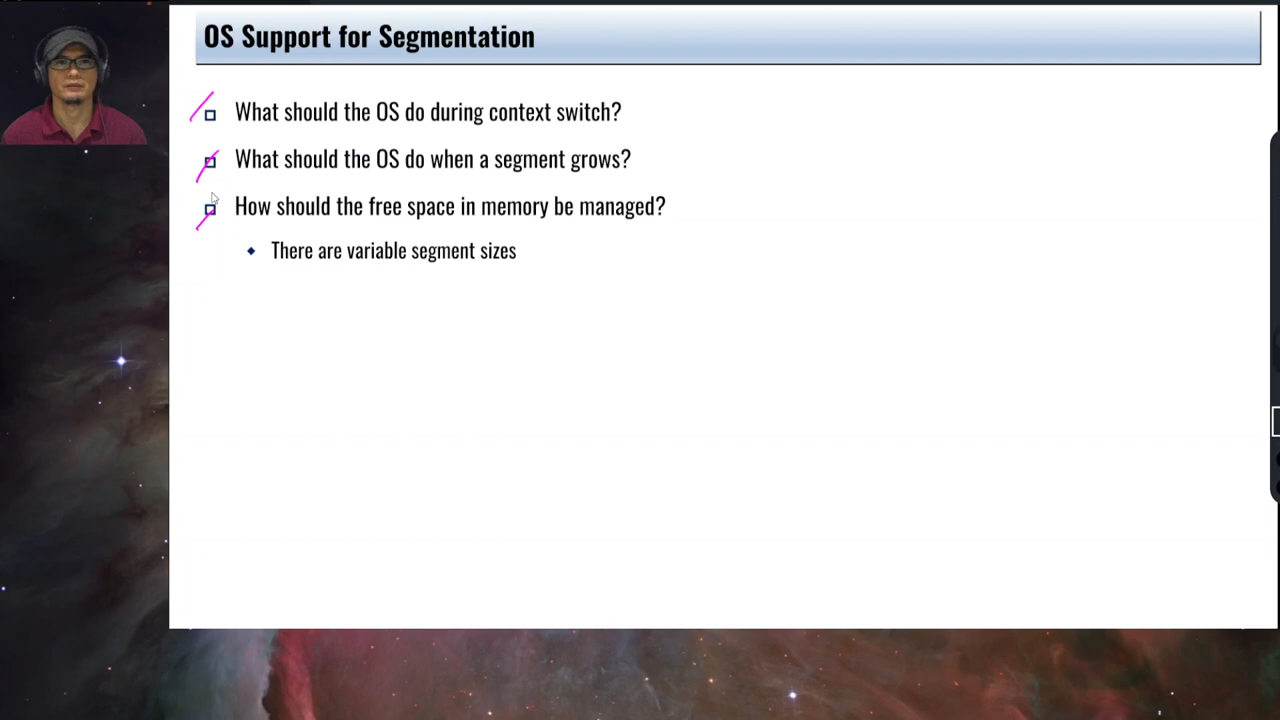 OS Support for Segmentation
What should the OS do during context switch?
What should the OS do when a segment grows?
How should the free space in memory be managed?
There are variable segment sizes